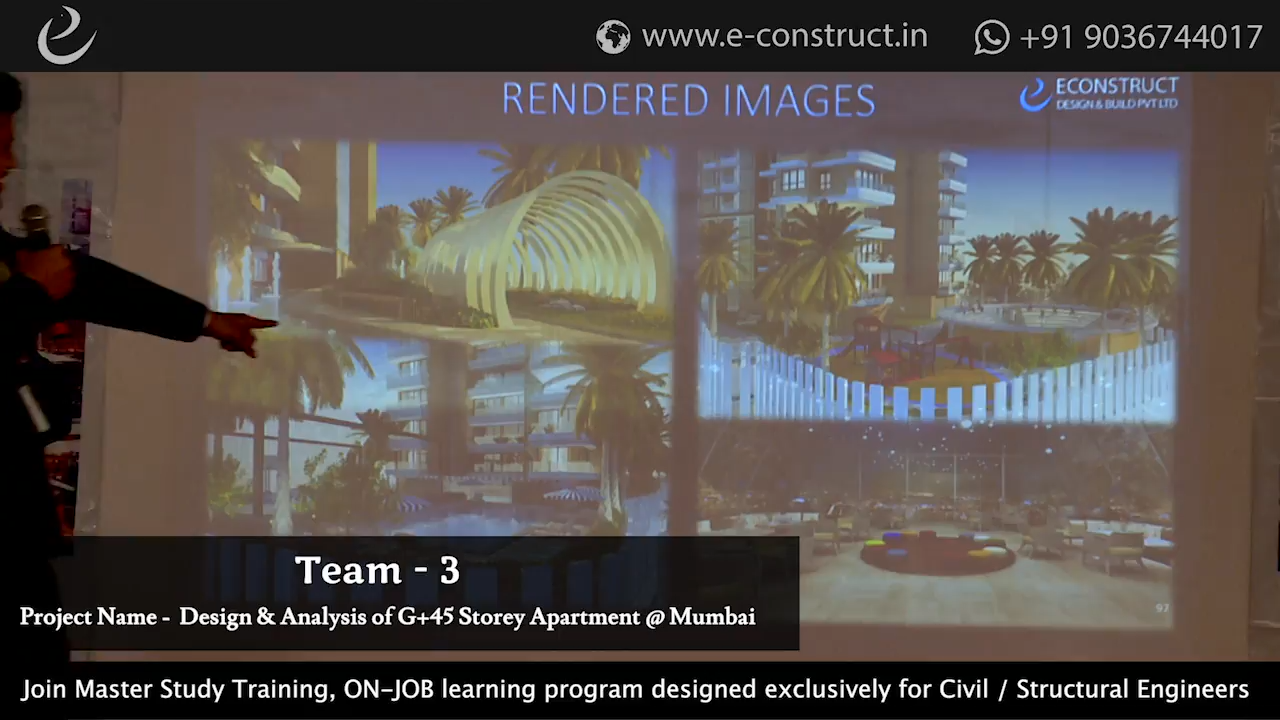 www.e-construct.in
+91 9036744017
RENDERED IMAGES
ECONSTRUCT
DESIGN & BUILD PVT LTD
97
Team - 3
Project Name - Design & Analysis of G+45 Storey Apartment @ Mumbai
Join Master Study Training, ON-JOB learning program designed exclusively for Civil / Structural Engineers